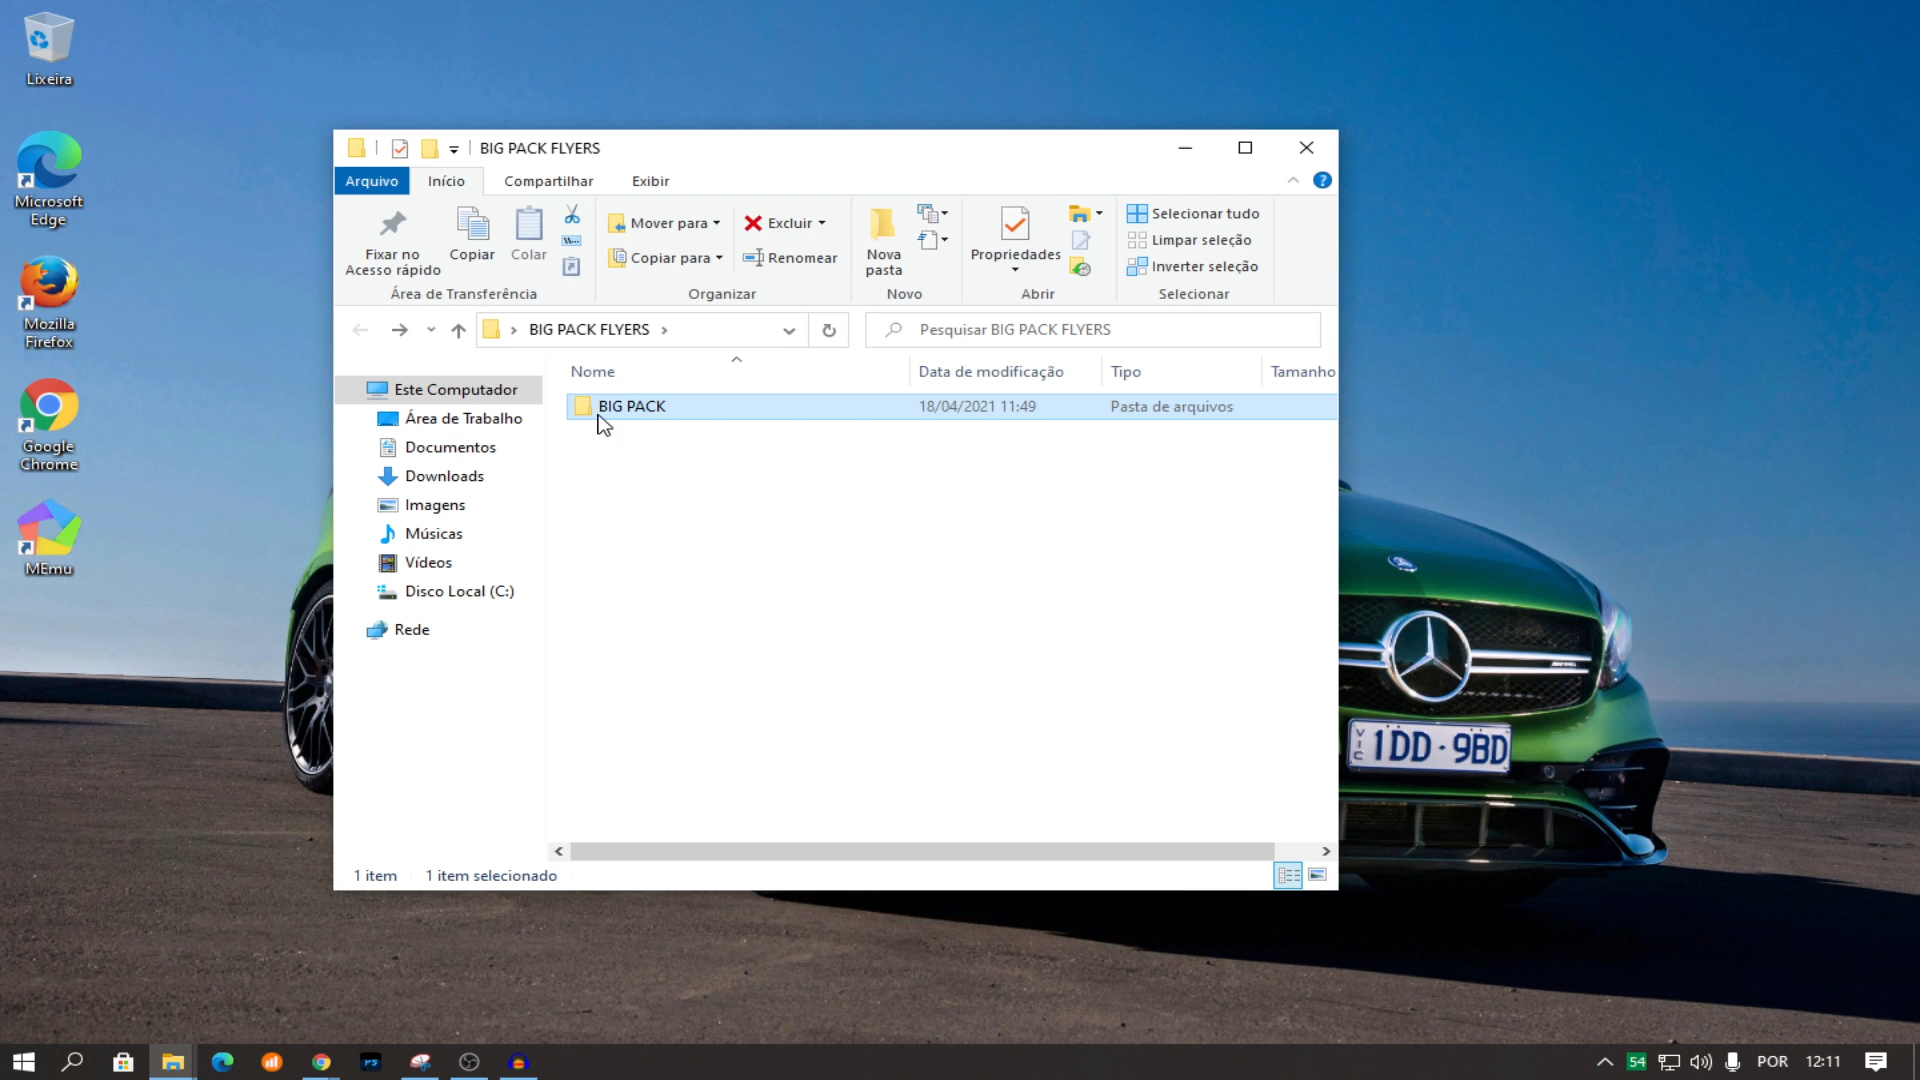 Lixeira
Microsoft
Edge
Mozilla
Firefox
Google
Chrome
MEmu
BIG PACK FLYERS
Arquivo Início Compartilhar Exibir
Fixar no
Acesso rápido
Copiar
Colar
Área de Transferência
Mover para
Copiar para
Excluir
Renomear
Organizar
Nova
pasta
Novo
Propriedades
Abrir
Selecionar tudo
Limpar seleção
Inverter seleção
Selecionar
BIG PACK FLYERS
Pesquisar BIG PACK FLYERS
Este Computador
Área de Trabalho
Documentos
Downloads
Imagens
Músicas
Vídeos
Disco Local (C:)
Rede
Nome Data de modificação Tipo Tamanho
BIG PACK 18/04/2021 11:49 Pasta de arquivos
1 item 1 item selecionado
VIC 1DD·9BD
54 POR 12:11